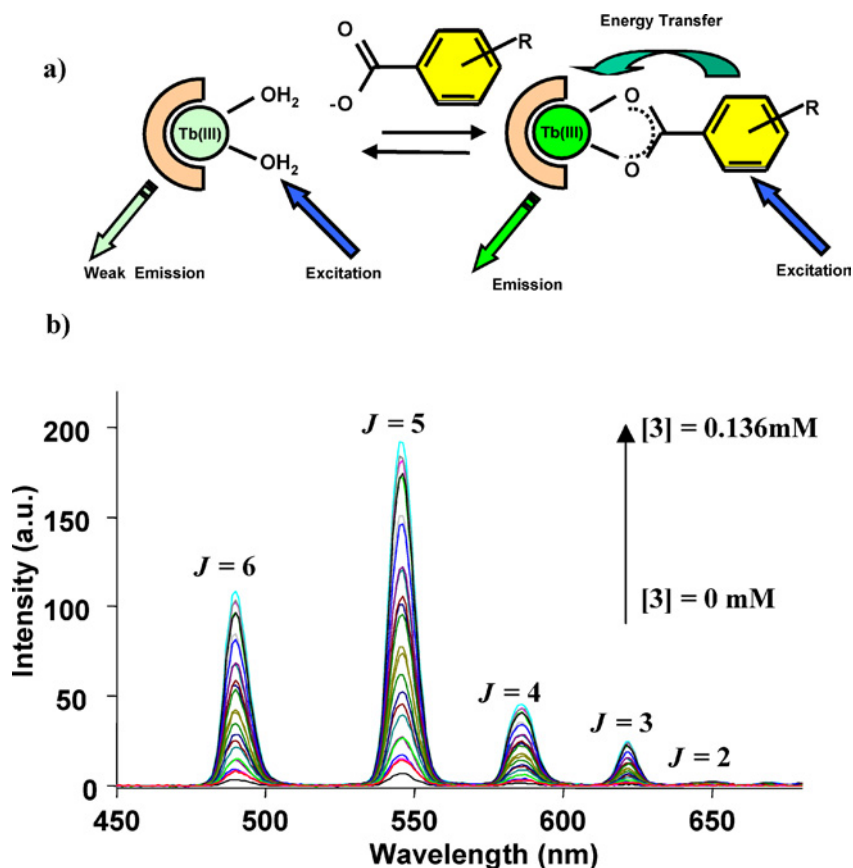 a)
Energy Transfer
O
-O
R
OH2
Tb(III)
OH2
O
Tb(III)
O
R
Weak Emission
Excitation
Emission
Excitation
b)
[3] = 0.136mM
[3] = 0 mM
J = 6
J = 5
J = 4
J = 3
J = 2
Intensity (a.u.)
200
150
100
50
0
450 500 550 600 650
Wavelength (nm)